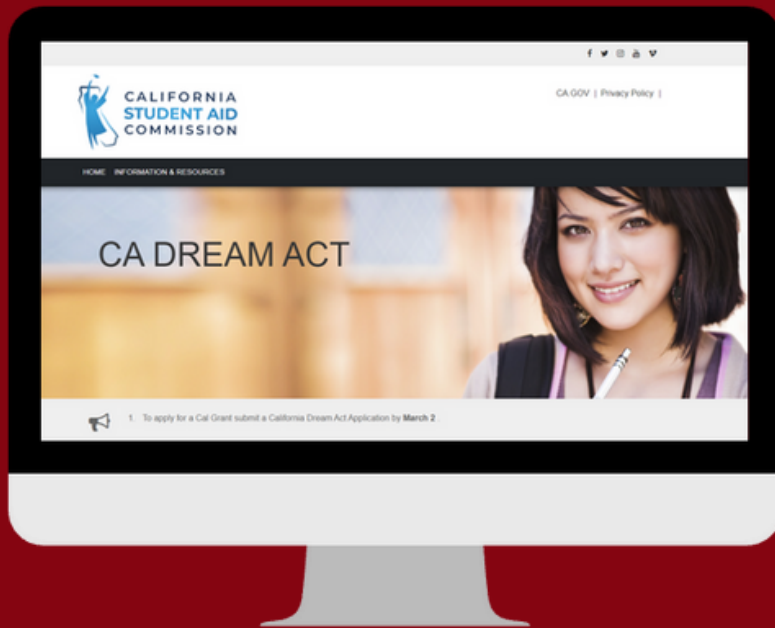 CA.GOV | Privacy Policy |
CALIFORNIA
STUDENT AID
COMMISSION
HOME INFORMATION & RESOURCES
CA DREAM ACT
1. To apply for a Cal Grant submit a California Dream Act Application by March 2